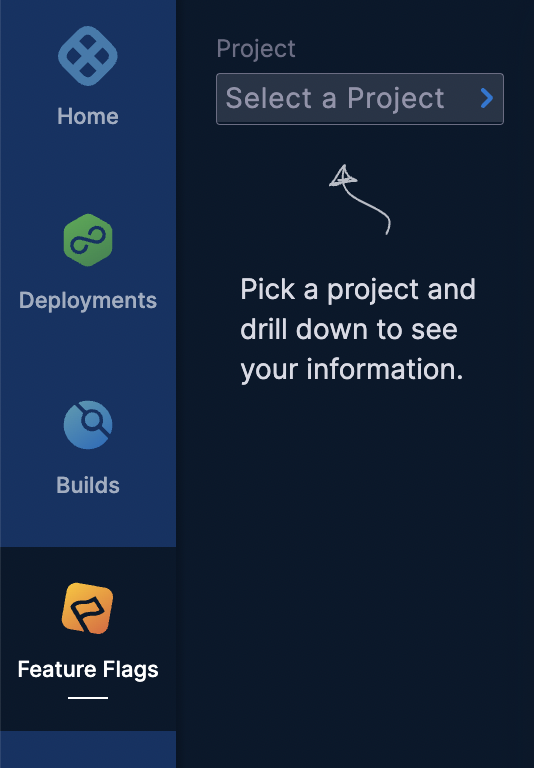 Home
Deployments
Builds
Feature Flags
Project
Select a Project
Pick a project and
drill down to see
your information.